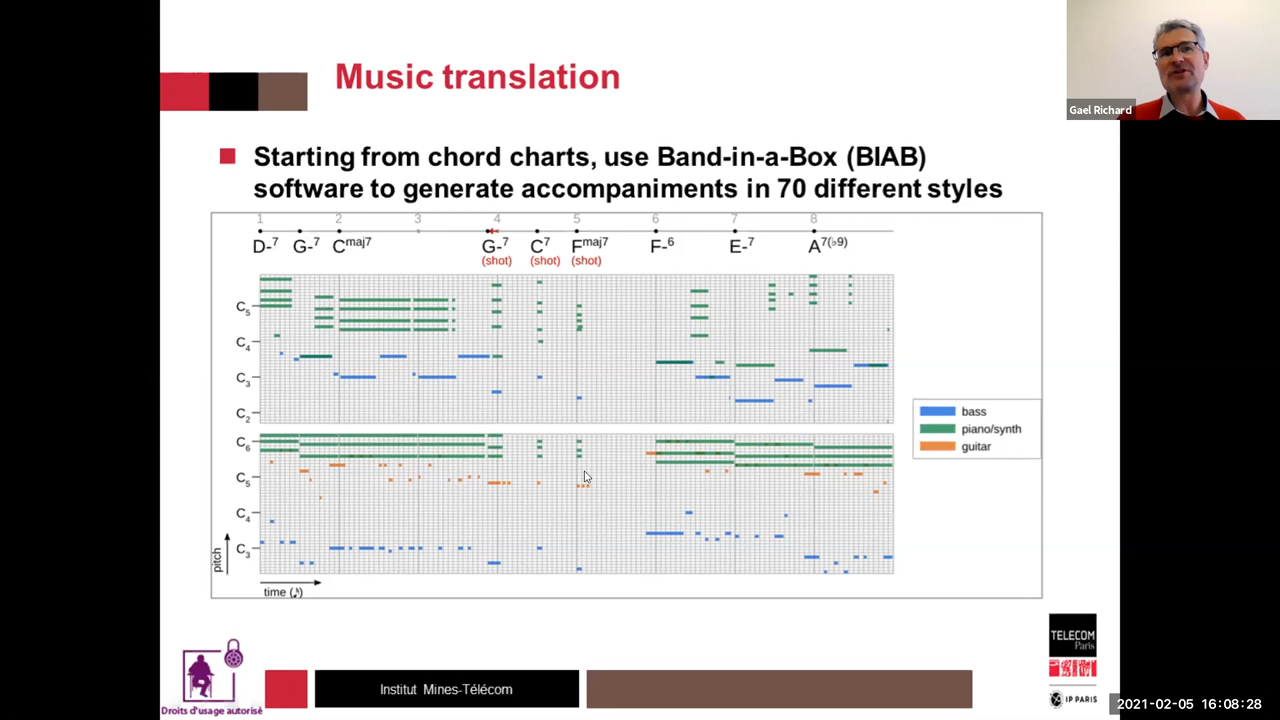 Gael Richard
Music translation
Starting from chord charts, use Band-in-a-Box (BIAB)
software to generate accompaniments in 70 different styles
1 2 3 4 5 6 7 8
D-7 G-7 Cmaj7 G-7 C7 Fmaj7 F-6 E-7 A7(♭9)
(shot) (shot) (shot)
C5
C4
C3
C2
bass
piano/synth
guitar
C6
C5
C4
C3
pitch
time (♪)
Droits d'usage autorisé
Institut Mines-Télécom
TELECOM
Paris
IP PARIS
2021-02-05 16:08:28